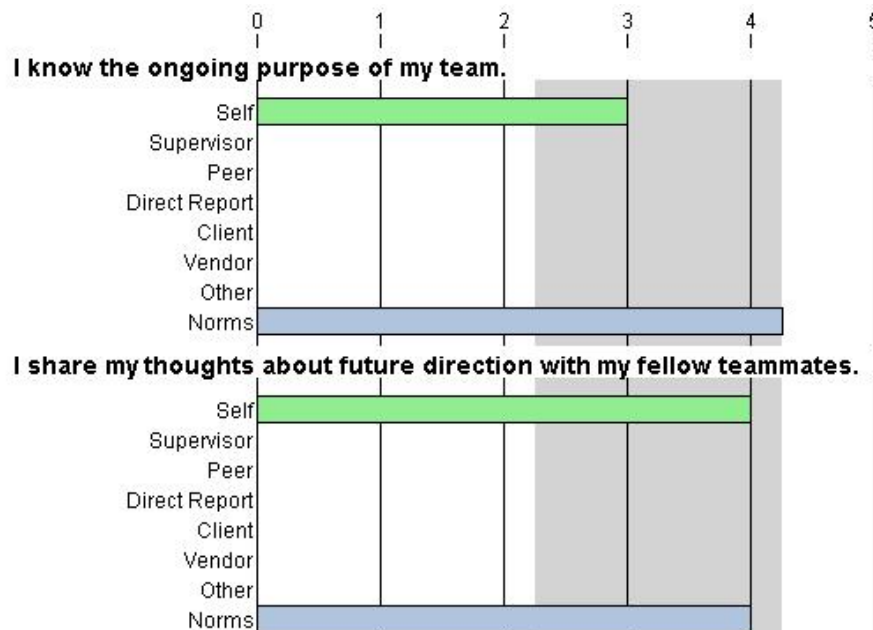 0 1 2 3 4 5
I know the ongoing purpose of my team.
Self
Supervisor
Peer
Direct Report
Client
Vendor
Other
Norms
I share my thoughts about future direction with my fellow teammates.
Self
Supervisor
Peer
Direct Report
Client
Vendor
Other
Norms